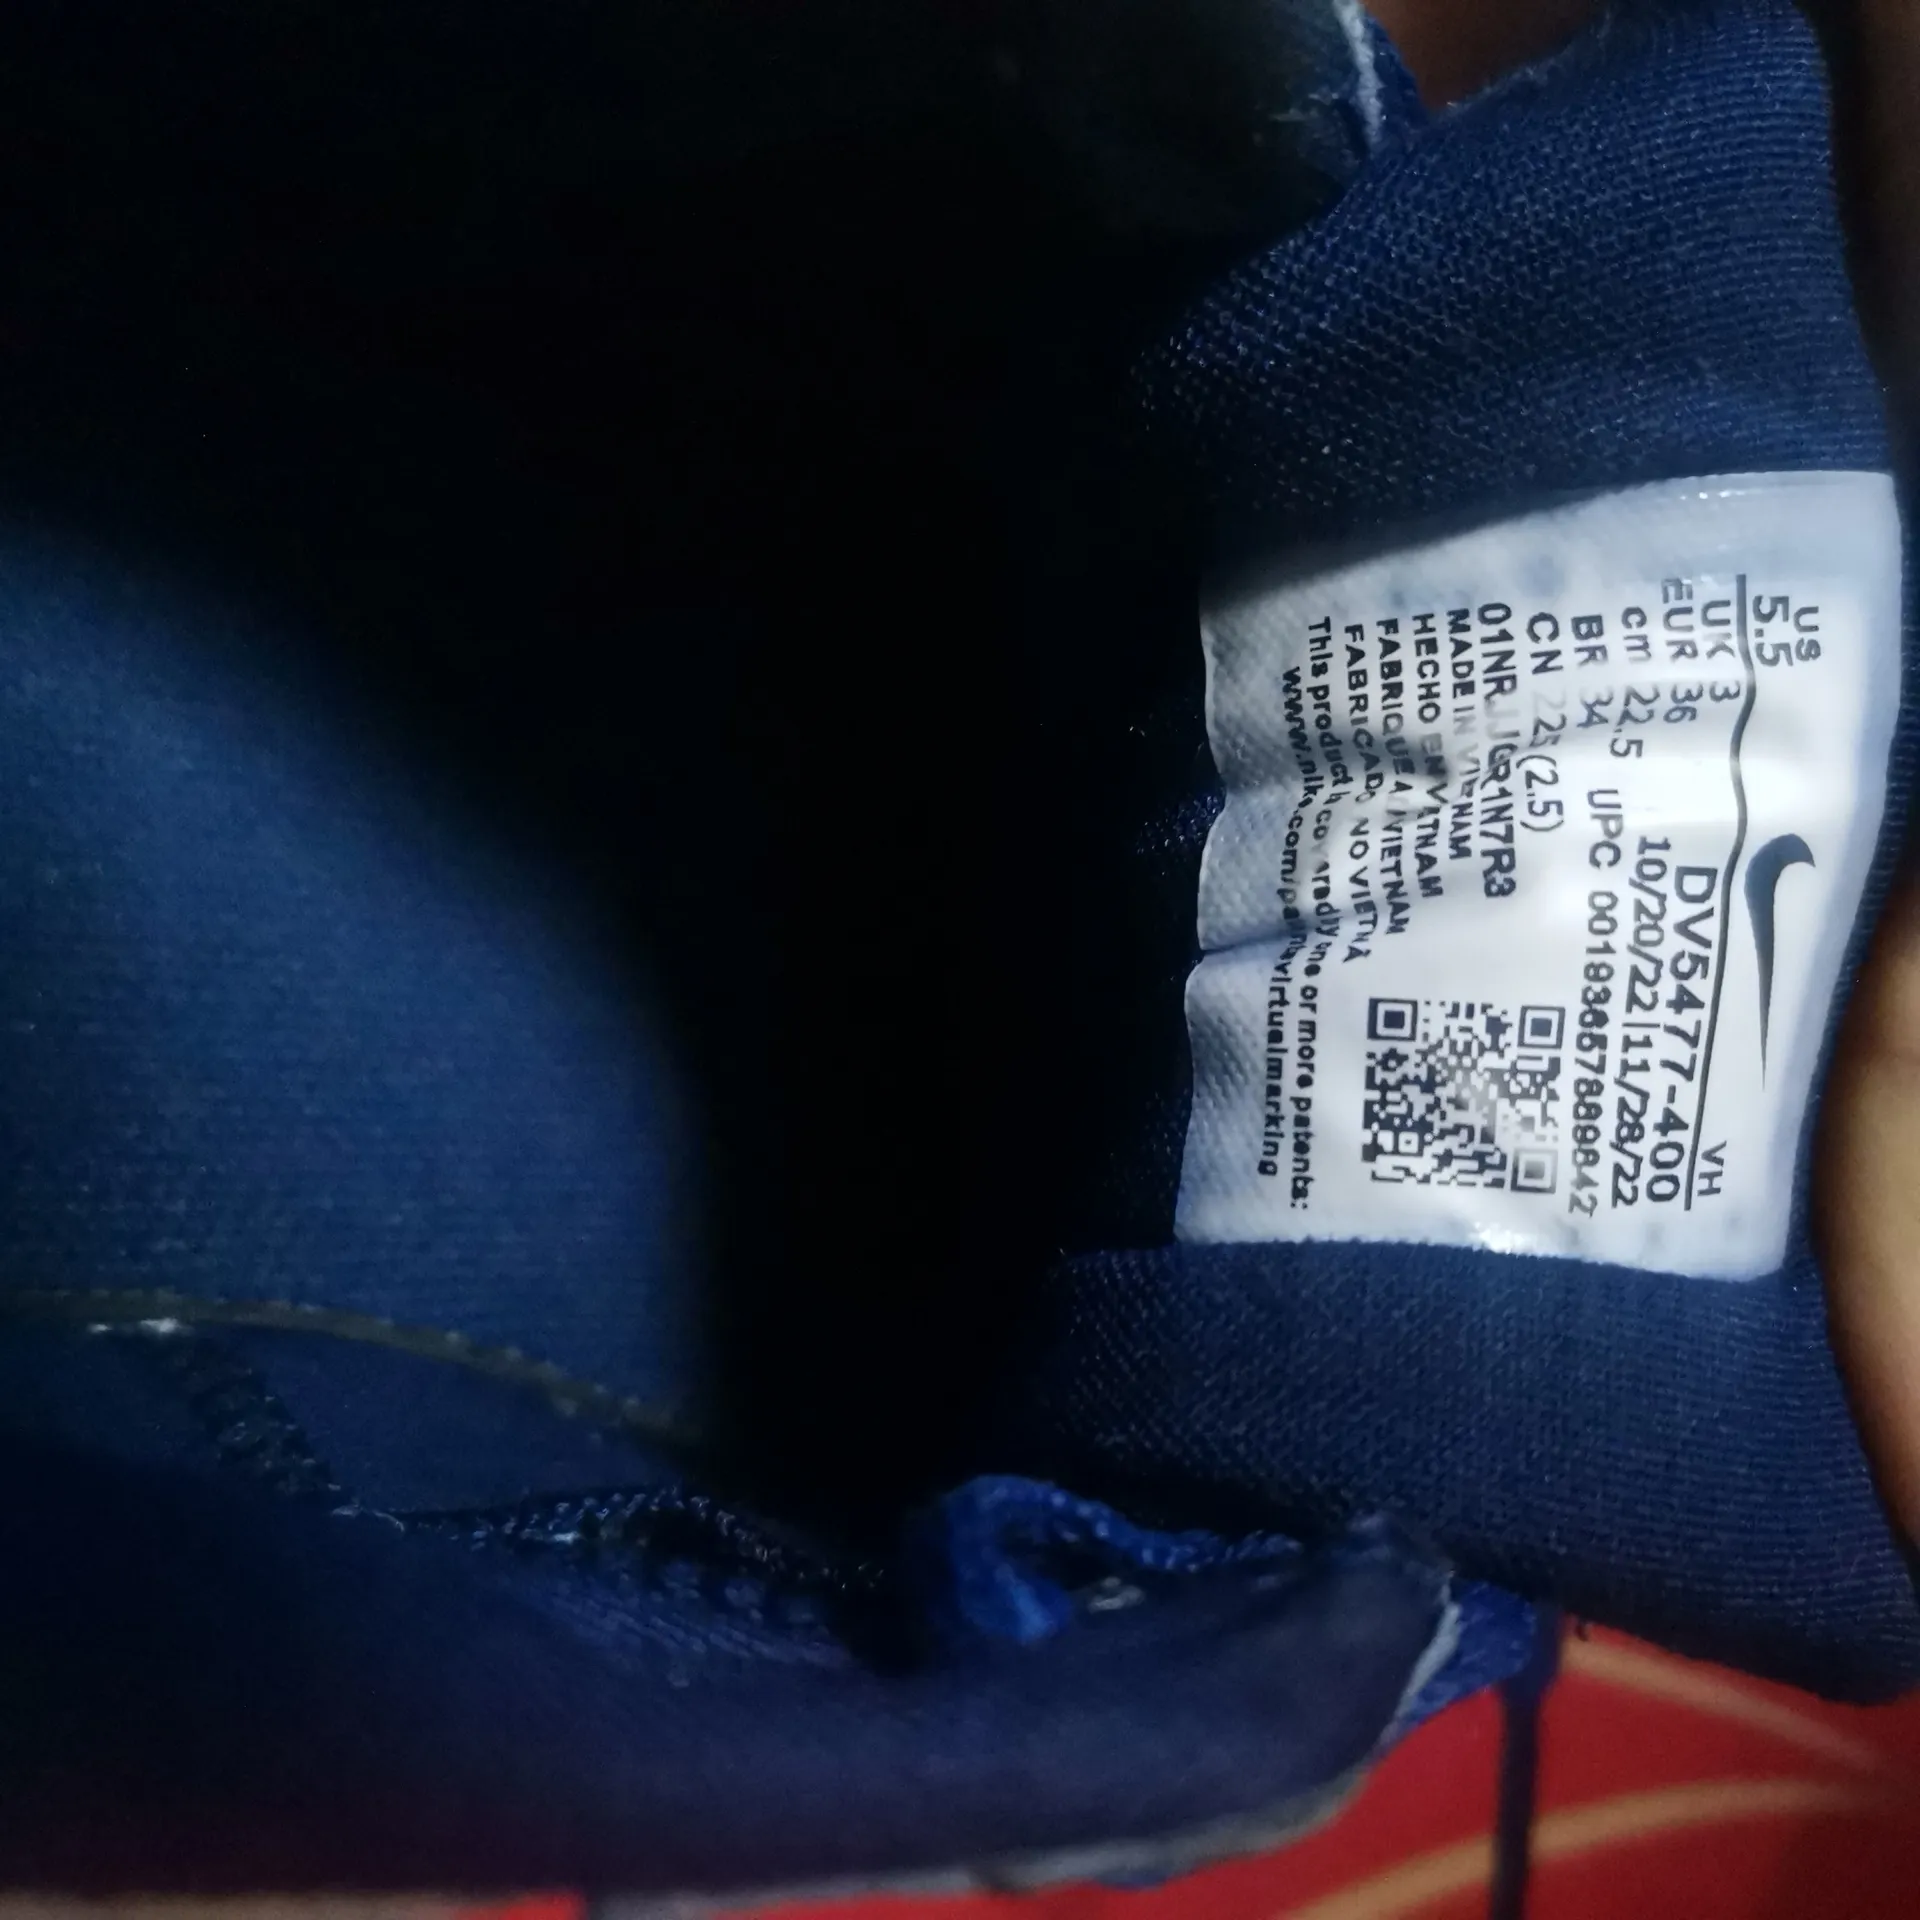 US
5.5
VH
UK 3
EUR 36
cm 22.5
BR 34
CN 225(2.5)
DV5477-400
10/20/22|11/28/22
UPC
MADE IN VIETNAM
HECHO EN VIETNAM
FABRIQUE AU VIETNAM
FABRICADO NO VIETNÃ
This product is covered by one or more patents:
www.nike.com/patents/virtualmarking